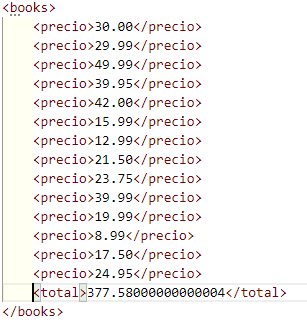 <books>
<precio>30.00</precio>
<precio>29.99</precio>
<precio>49.99</precio>
<precio>39.95</precio>
<precio>42.00</precio>
<precio>15.99</precio>
<precio>12.99</precio>
<precio>21.50</precio>
<precio>23.75</precio>
<precio>39.99</precio>
<precio>19.99</precio>
<precio>8.99</precio>
<precio>17.50</precio>
<precio>24.95</precio>
<total>377.58000000000004</total>
</books>